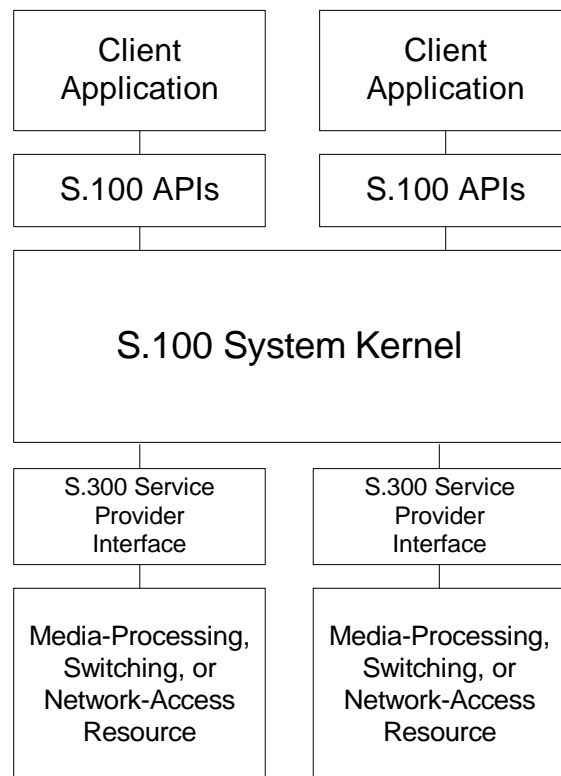 Client
Application
Client
Application
S.100 APIs
S.100 APIs
S.100 System Kernel
S.300 Service
Provider
Interface
S.300 Service
Provider
Interface
Media-Processing,
Switching, or
Network-Access
Resource
Media-Processing,
Switching, or
Network-Access
Resource